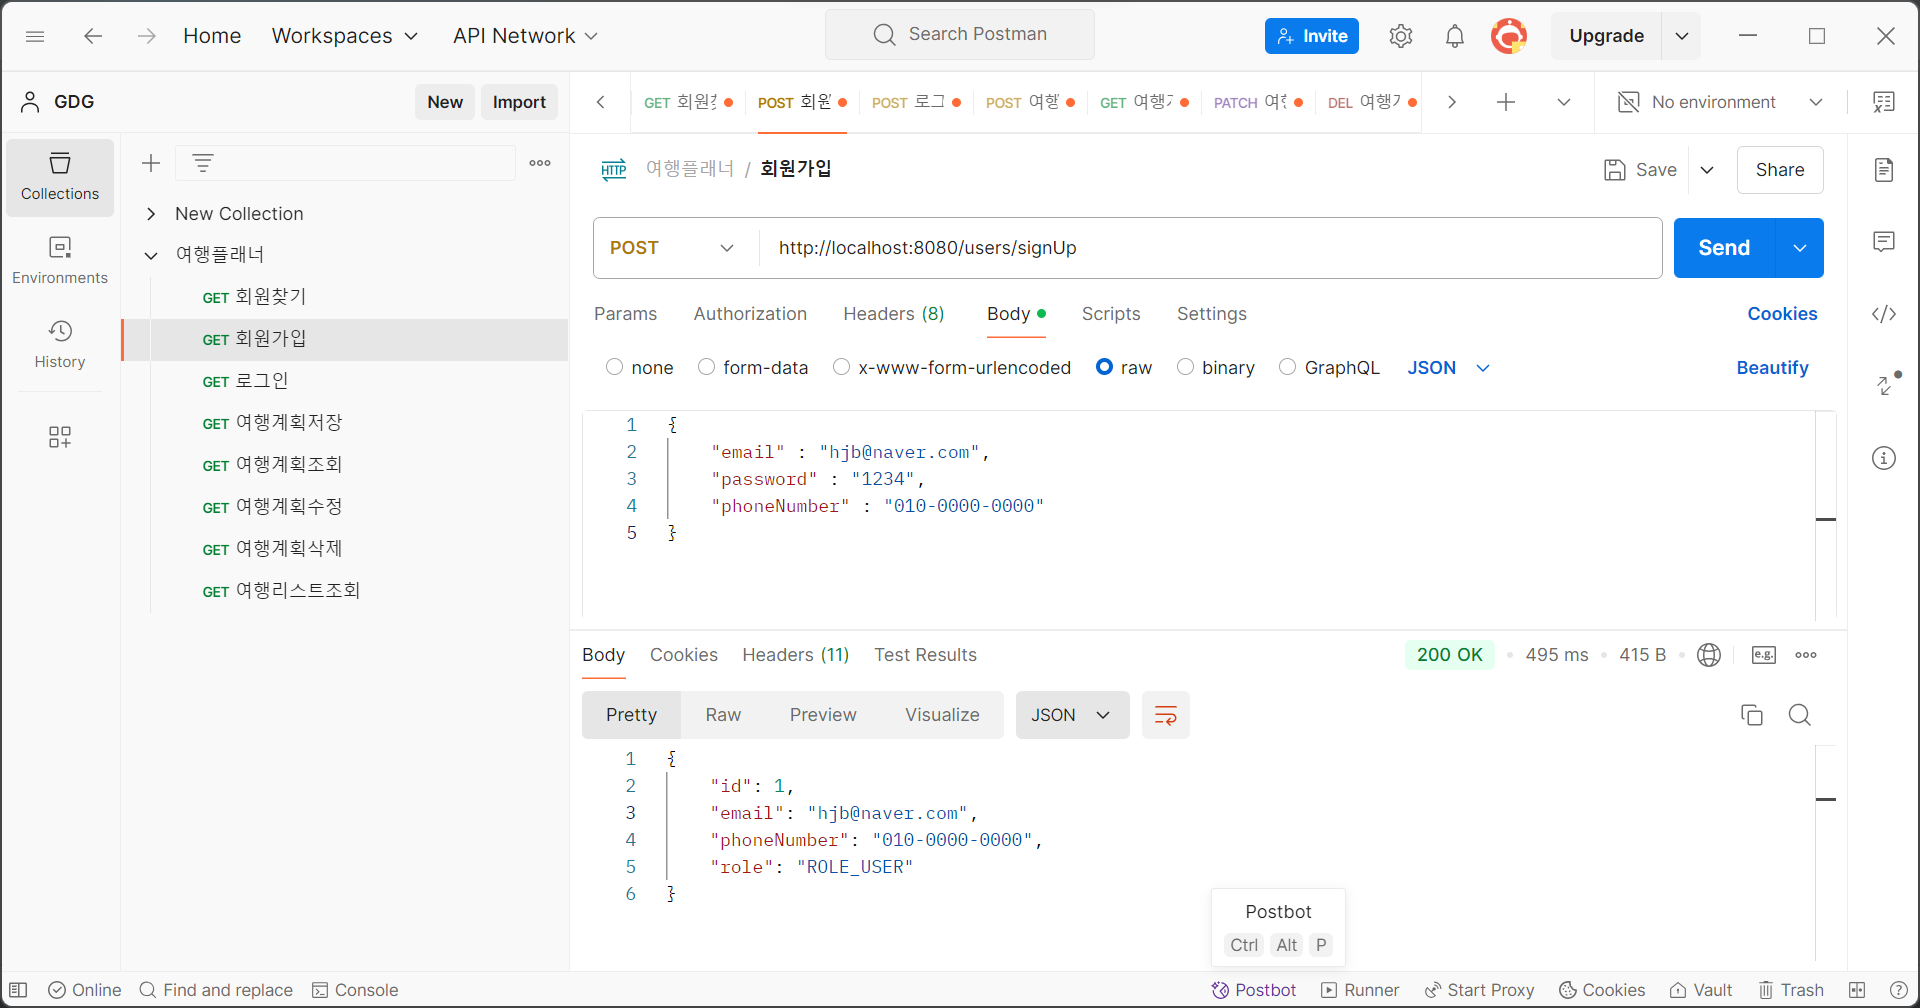 Home Workspaces API Network Search Postman Invite Upgrade
GDG New Import
GET 회원 POST 회원 POST 로그 POST 여행 GET 여행 PATCH 여 DEL 여행 No environment
Collections
Environments
History
New Collection
여행플래너
GET 회원찾기
GET 회원가입
GET 로그인
GET 여행계획저장
GET 여행계획조회
GET 여행계획수정
GET 여행계획삭제
GET 여행리스트조회
HTTP 여행플래너 / 회원가입 Save Share
POST http://localhost:8080/users/signUp Send
Params Authorization Headers (8) Body Scripts Settings Cookies
none form-data x-www-form-urlencoded raw binary GraphQL JSON Beautify
1 {
2 "email" : "hjb@naver.com",
3 "password" : "1234",
4 "phoneNumber" : "010-0000-0000"
5 }
Body Cookies Headers (11) Test Results 200 OK 495 ms 415 B e.g.
Pretty Raw Preview Visualize JSON
1 {
2 "id": 1,
3 "email": "hjb@naver.com",
4 "phoneNumber": "010-0000-0000",
5 "role": "ROLE_USER"
6 }
Postbot
Ctrl Alt P
Online Find and replace Console Postbot Runner Start Proxy Cookies Vault Trash